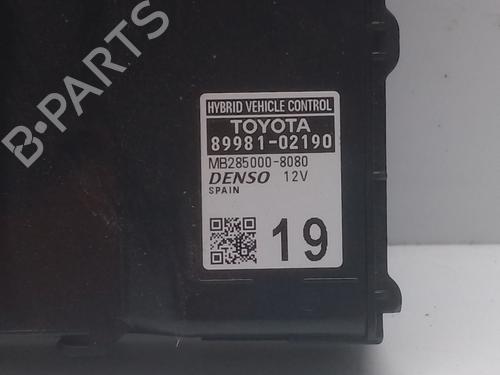 B-PARTS
HYBRID VEHICLE CONTROL
TOYOTA
89981-02190
MB285000-8080
DENSO 12V
SPAIN
19